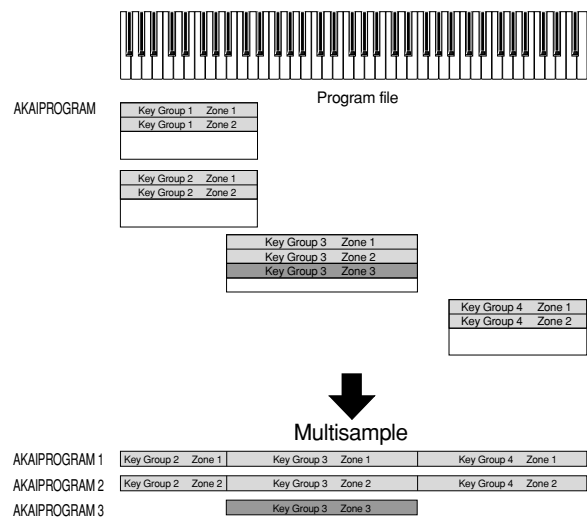 Program file
AKAIPROGRAM
Key Group 1 Zone 1
Key Group 1 Zone 2
Key Group 2 Zone 1
Key Group 2 Zone 2
Key Group 3 Zone 1
Key Group 3 Zone 2
Key Group 3 Zone 3
Key Group 4 Zone 1
Key Group 4 Zone 2
Multisample
AKAIPROGRAM 1 Key Group 2 Zone 1 Key Group 3 Zone 1 Key Group 4 Zone 1
AKAIPROGRAM 2 Key Group 2 Zone 2 Key Group 3 Zone 2 Key Group 4 Zone 2
AKAIPROGRAM 3 Key Group 3 Zone 3